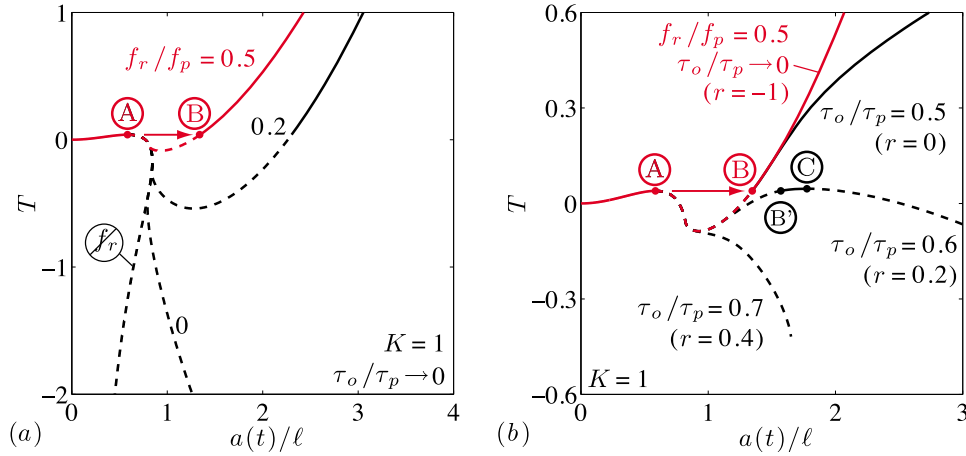 1
0
−1
−2
T
0
1
2
3
4
a(t)/ℓ
(a)
f_r/f_p = 0.5
A
B
0.2
f_r
0
K = 1
τ_o/τ_p → 0
0.6
0.3
0
−0.3
−0.6
T
0
1
2
3
a(t)/ℓ
(b)
f_r/f_p = 0.5
τ_o/τ_p → 0
(r = −1)
τ_o/τ_p = 0.5
(r = 0)
A
B
C
B'
τ_o/τ_p = 0.6
(r = 0.2)
τ_o/τ_p = 0.7
(r = 0.4)
K = 1